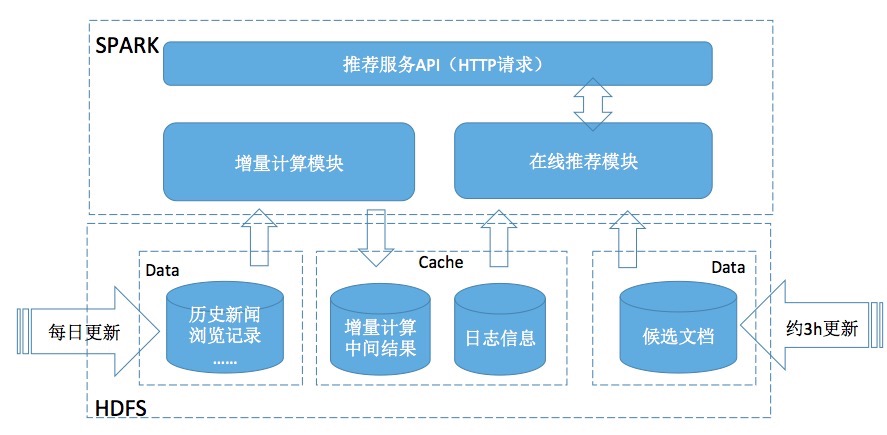 SPARK
推荐服务API（HTTP请求）
增量计算模块
在线推荐模块
Data
Cache
Data
历史新闻
浏览记录
……
增量计算
中间结果
日志信息
候选文档
每日更新
约3h更新
HDFS